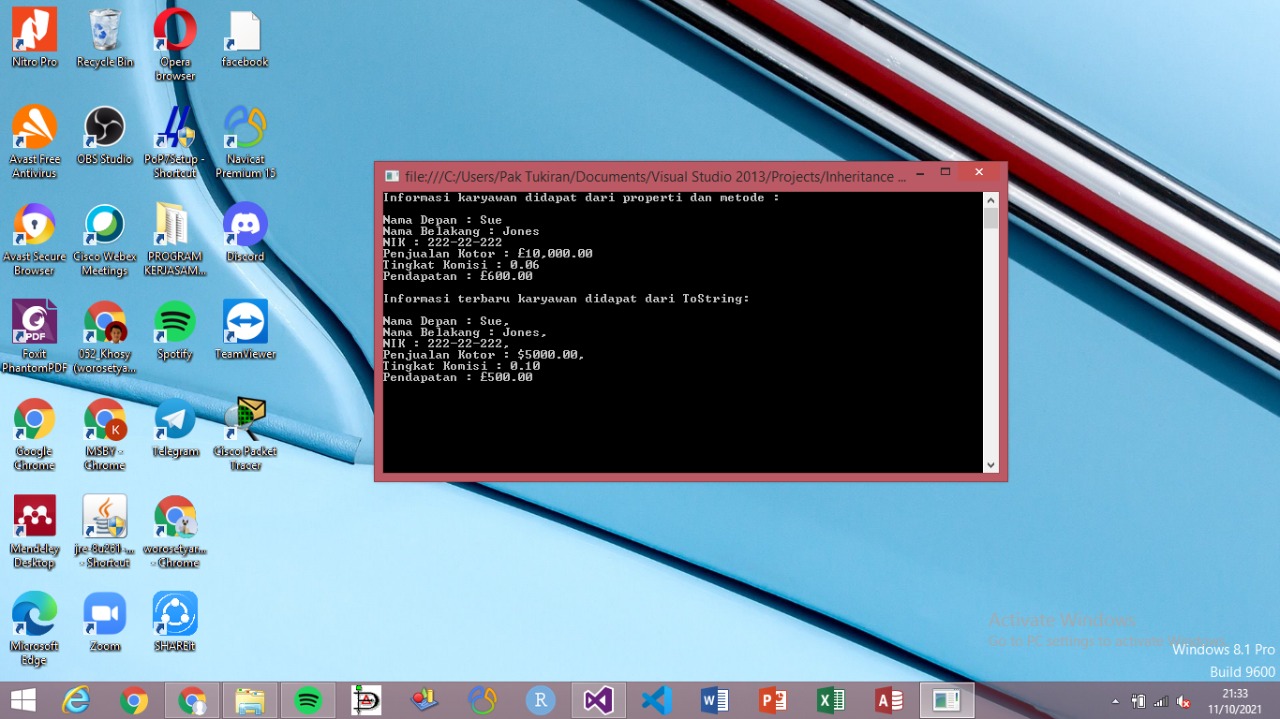 Nitro Pro
Recycle Bin
Opera
browser
facebook
Avast Free
Antivirus
OBS Studio
PoP7Setup -
Shortcut
Navicat
Premium 15
Avast Secure
Browser
Cisco Webex
Meetings
PROGRAM
KERJASAM...
Discord
PDF
Foxit
PhantomPDF
052_Khosy
(worosetya...
Spotify
TeamViewer
Google
Chrome
K
MSBY -
Chrome
Telegram
Cisco Packet
Tracer
Mendeley
Desktop
jre-8u261-...
- Shortcut
worosetyar...
- Chrome
Microsoft
Edge
Zoom
SHAREit
file:///C:/Users/Pak Tukiran/Documents/Visual Studio 2013/Projects/Inheritance ...
Informasi karyawan didapat dari properti dan metode :
Nama Depan : Sue
Nama Belakang : Jones
NIK : 222-22-222
Penjualan Kotor : £10,000.00
Tingkat Komisi : 0.06
Pendapatan : £600.00
Informasi terbaru karyawan didapat dari ToString:
Nama Depan : Sue,
Nama Belakang : Jones,
NIK : 222-22-222,
Penjualan Kotor : $5000.00,
Tingkat Komisi : 0.10
Pendapatan : £500.00
Activate Windows
Go to PC settings to activate Windows.
Windows 8.1 Pro
Build 9600
21:33
11/10/2021